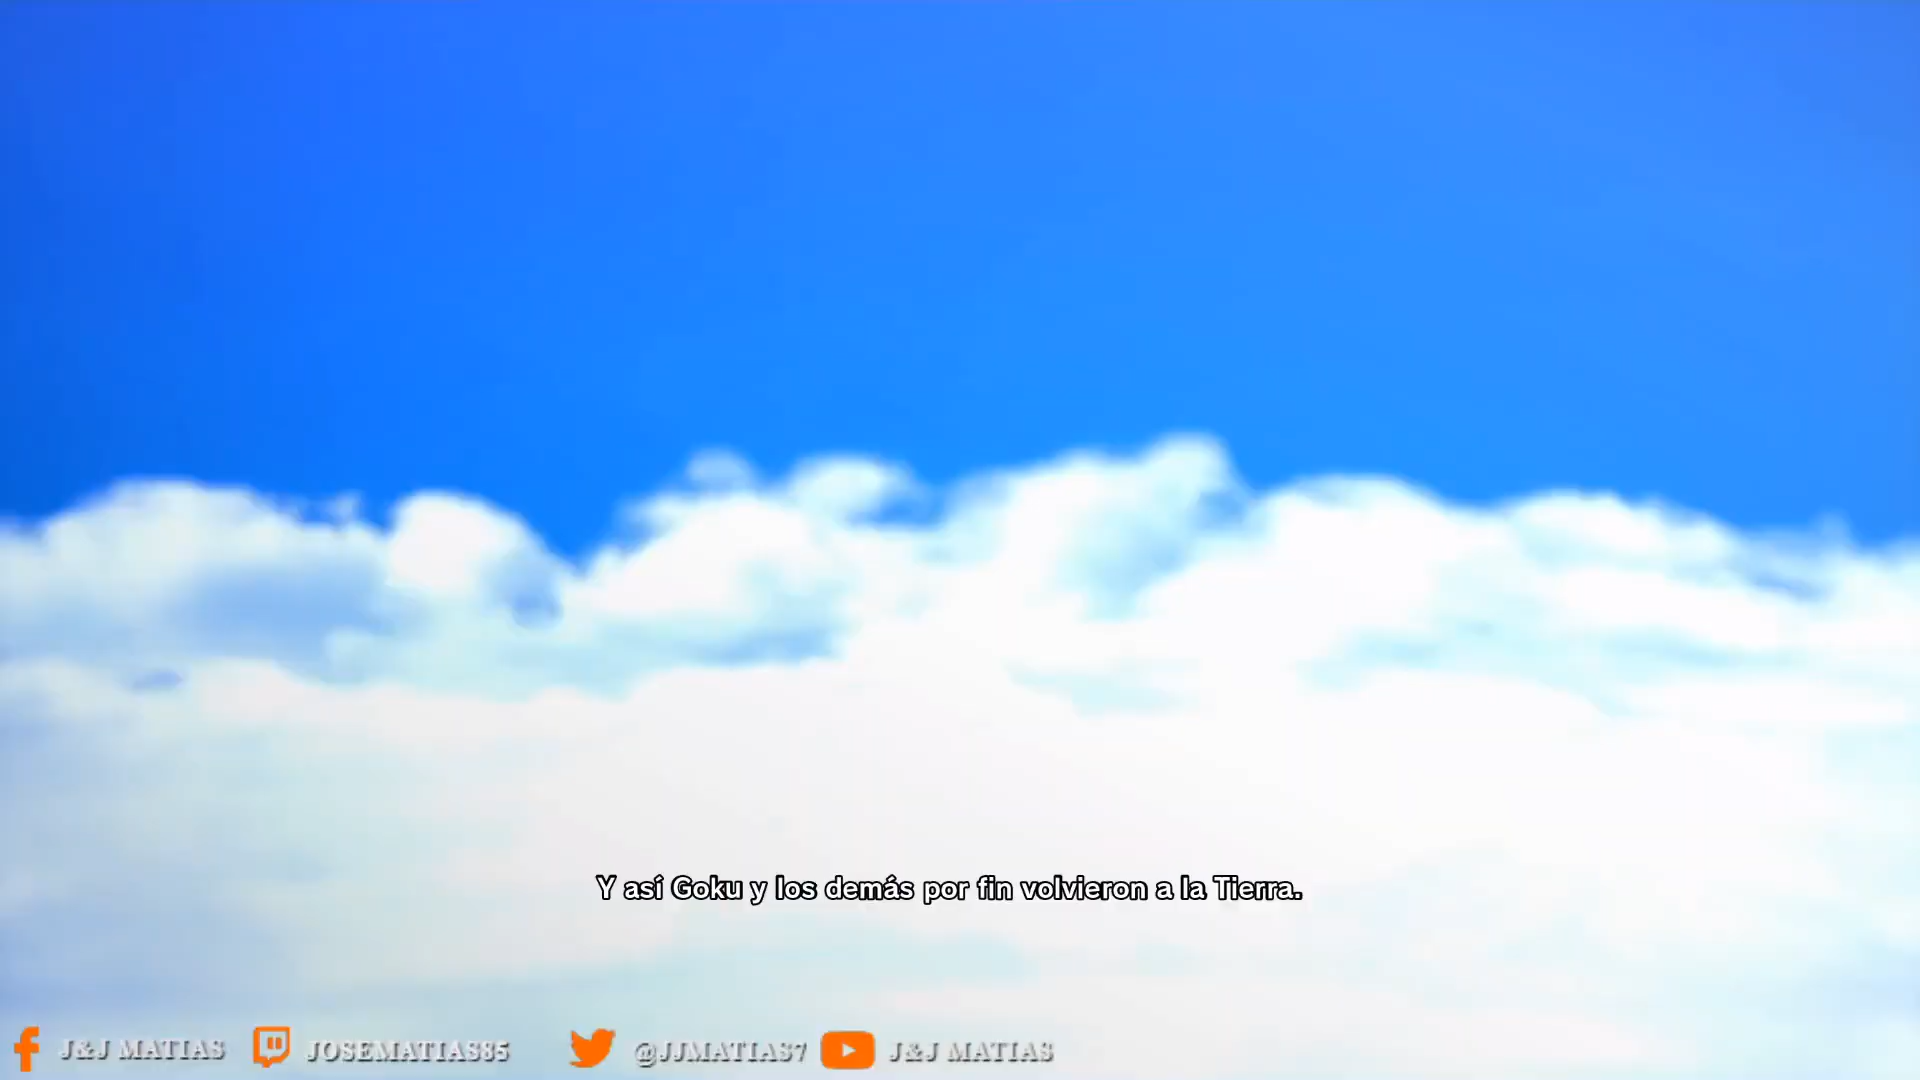 Y así Goku y los demás por fin volvieron a la Tierra.
J&J MATIAS JOSEMATIAS85 @JJMATIAS7 J&J MATIAS